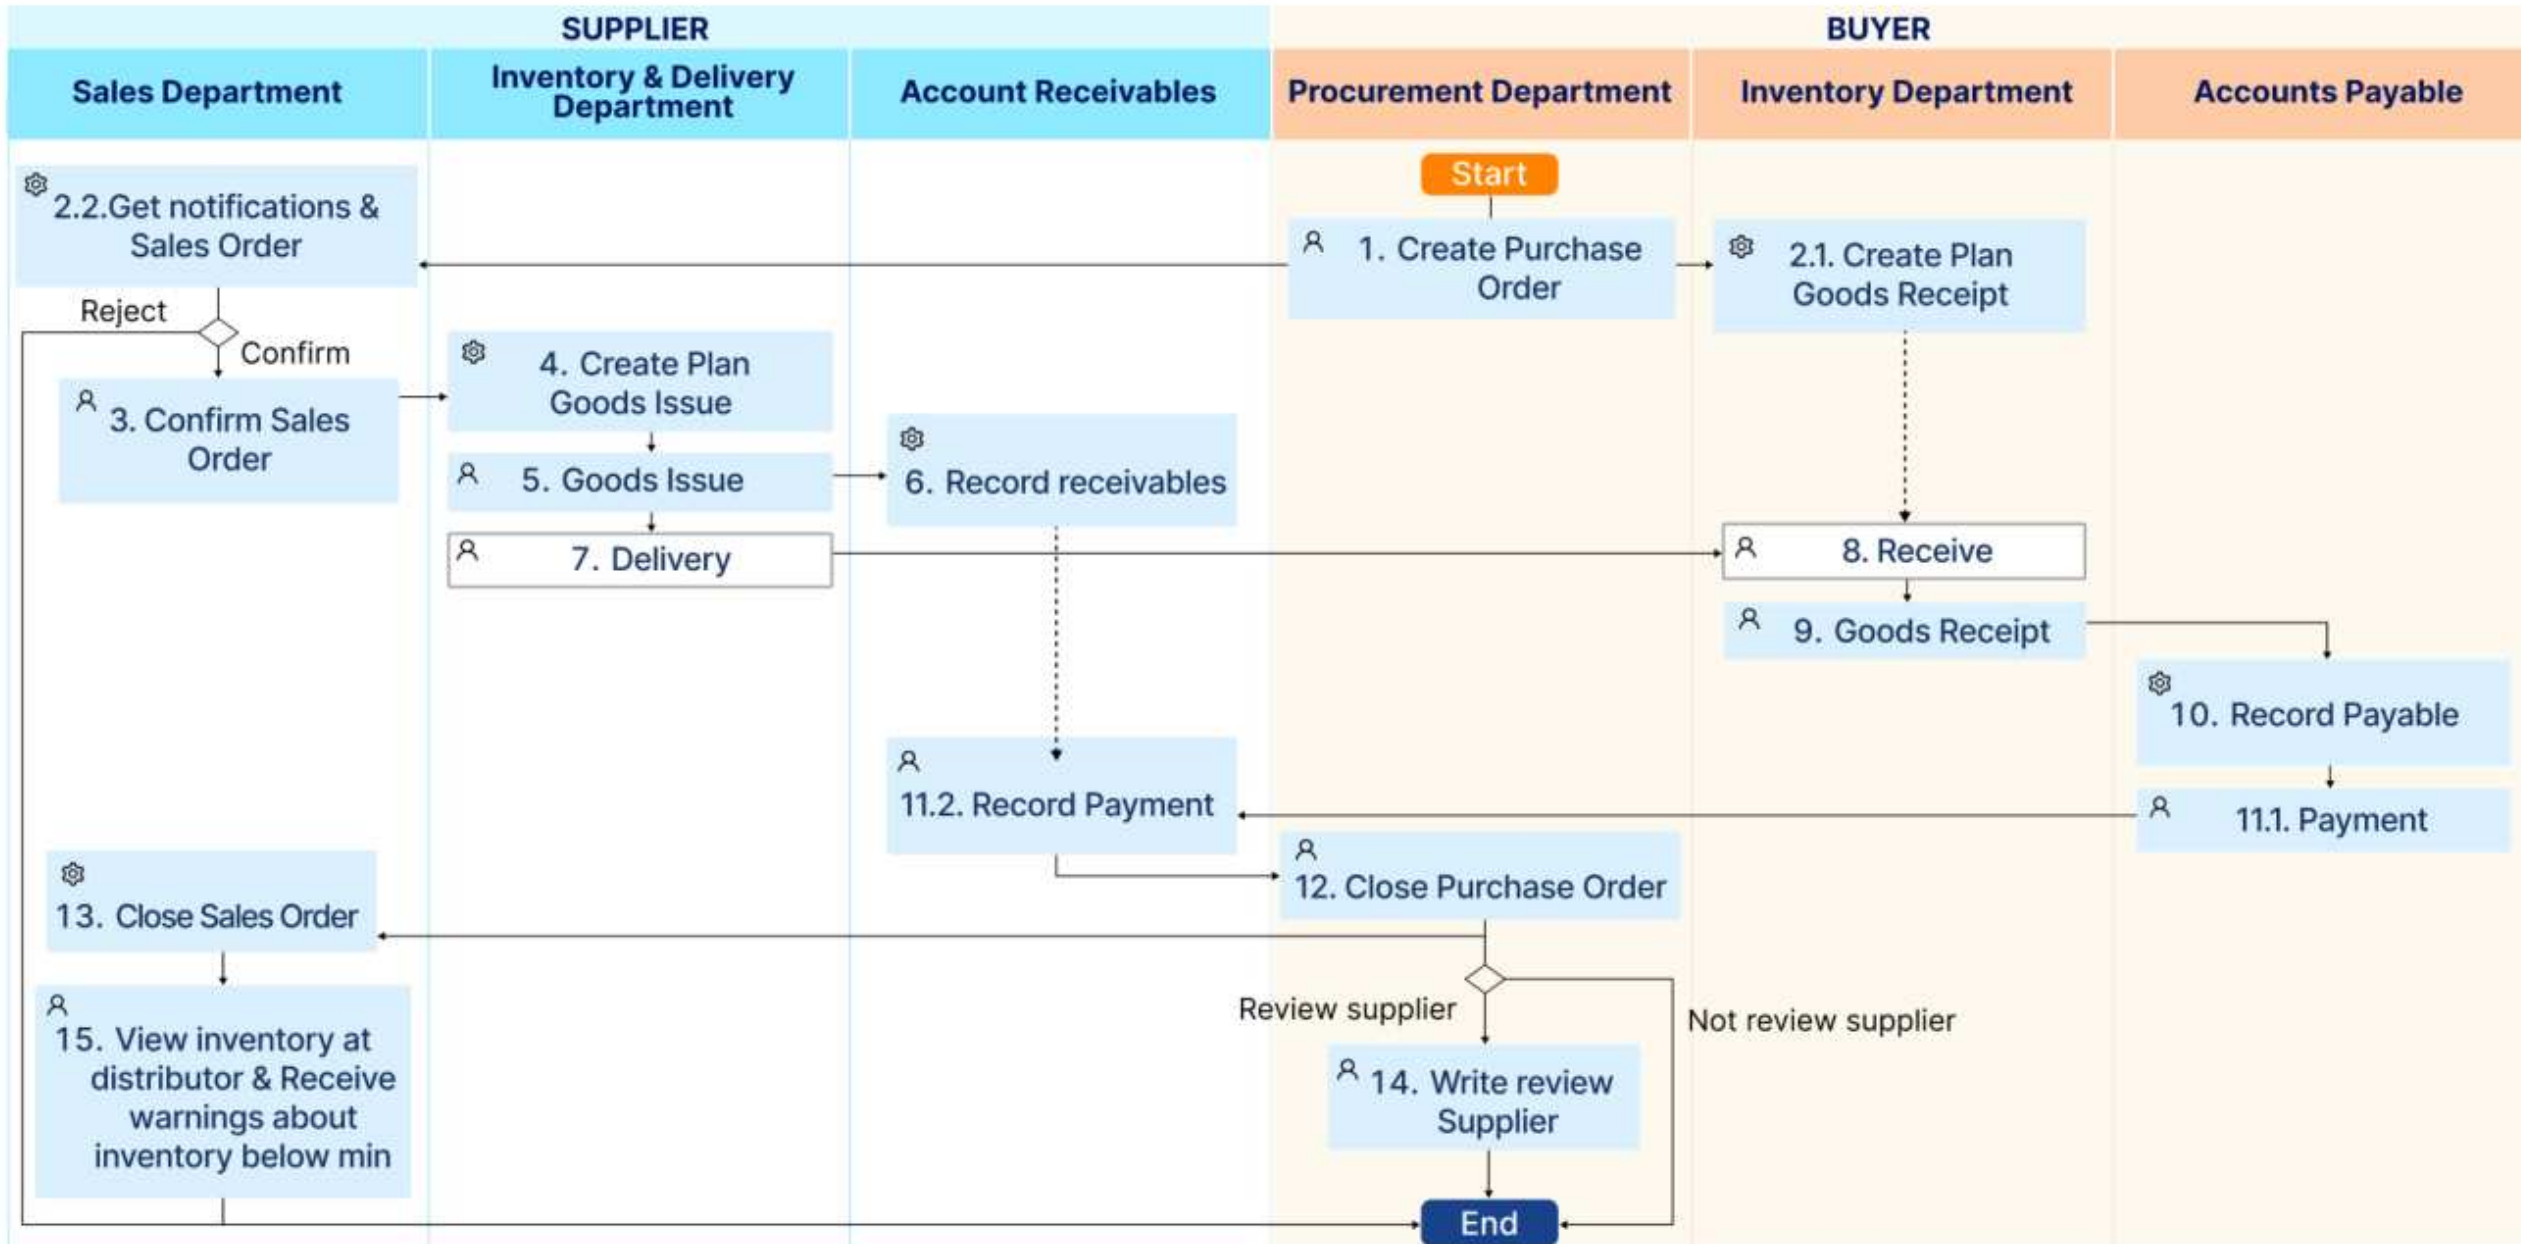 SUPPLIER
BUYER
Sales Department
Inventory & Delivery
Department
Account Receivables
Procurement Department
Inventory Department
Accounts Payable
Start
2.2.Get notifications &
Sales Order
1. Create Purchase
Order
2.1. Create Plan
Goods Receipt
Reject
Confirm
3. Confirm Sales
Order
4. Create Plan
Goods Issue
5. Goods Issue
6. Record receivables
7. Delivery
8. Receive
9. Goods Receipt
10. Record Payable
11.2. Record Payment
11.1. Payment
12. Close Purchase Order
13. Close Sales Order
Review supplier
Not review supplier
15. View inventory at
distributor & Receive
warnings about
inventory below min
14. Write review
Supplier
End